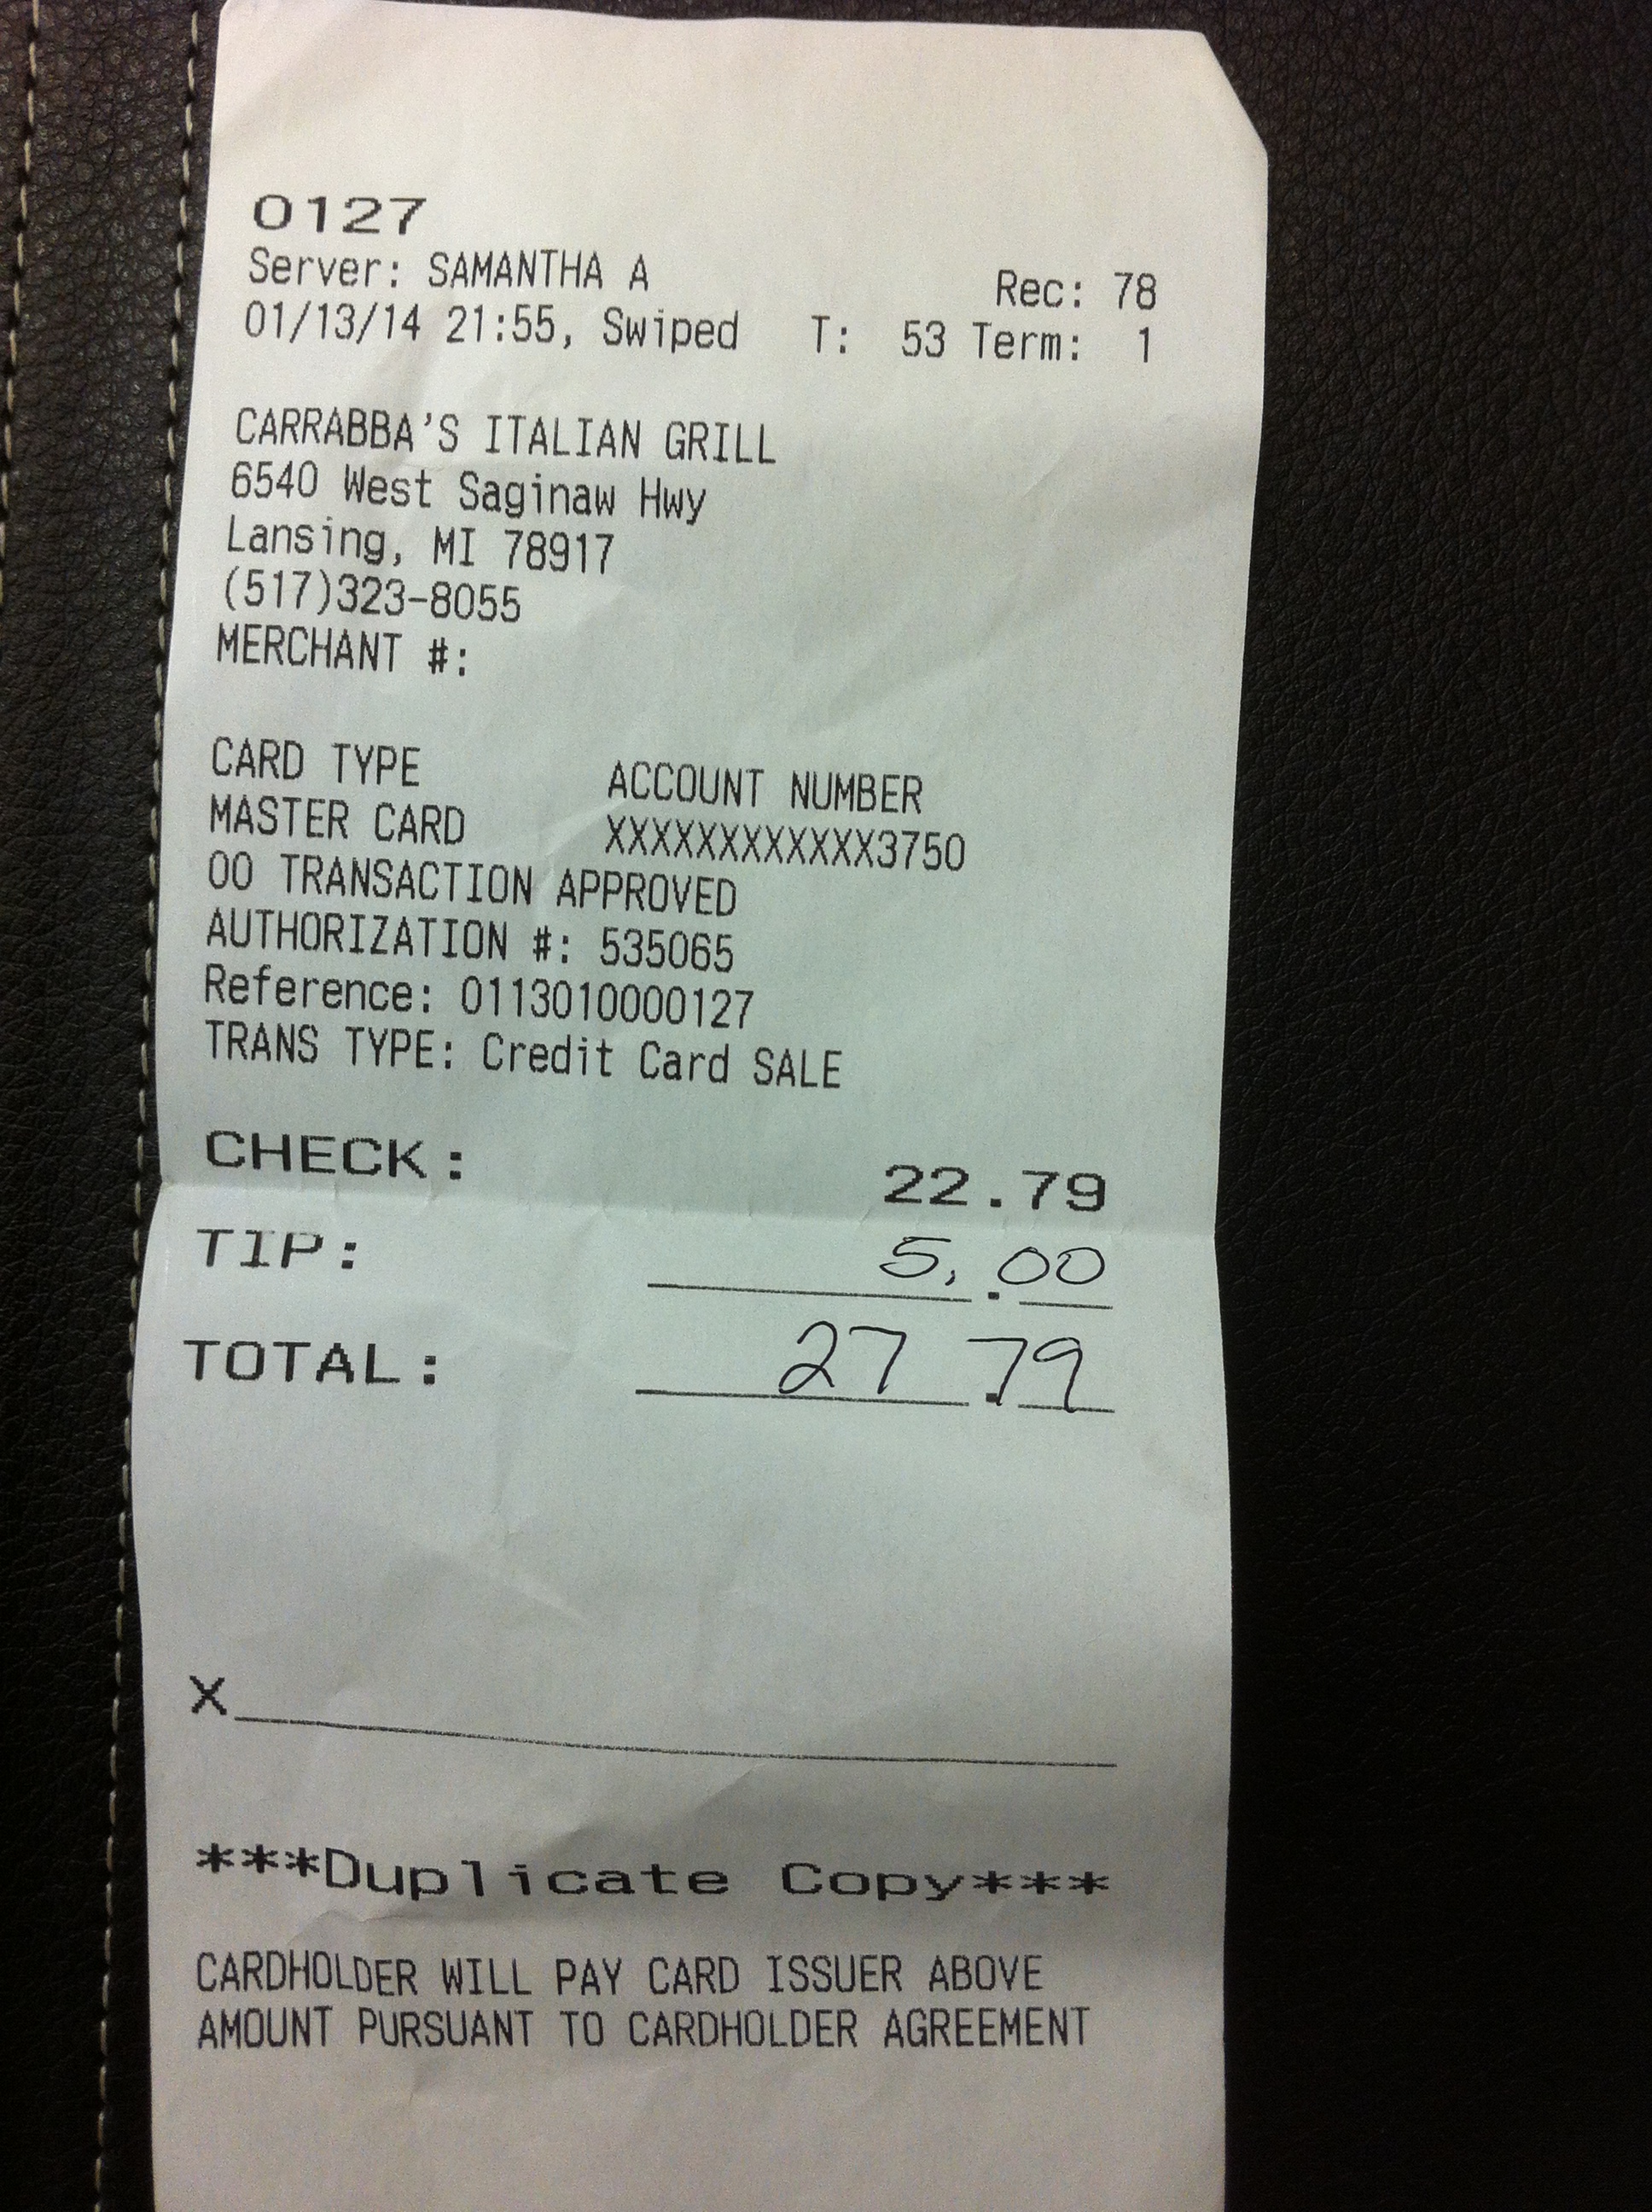 0127
Server: SAMANTHA A Rec: 78
01/13/14 21:55, Swiped T: 53 Term: 1
CARRABBA'S ITALIAN GRILL
6540 West Saginaw Hwy
Lansing, MI 78917
(517)323-8055
MERCHANT #:
CARD TYPE ACCOUNT NUMBER
MASTER CARD XXXXXXXXXXXX3750
00 TRANSACTION APPROVED
AUTHORIZATION #: 535065
Reference: 0113010000127
TRANS TYPE: Credit Card SALE
CHECK: 22.79
TIP: 5.00
TOTAL: 27.79
X
***Duplicate Copy***
CARDHOLDER WILL PAY CARD ISSUER ABOVE
AMOUNT PURSUANT TO CARDHOLDER AGREEMENT